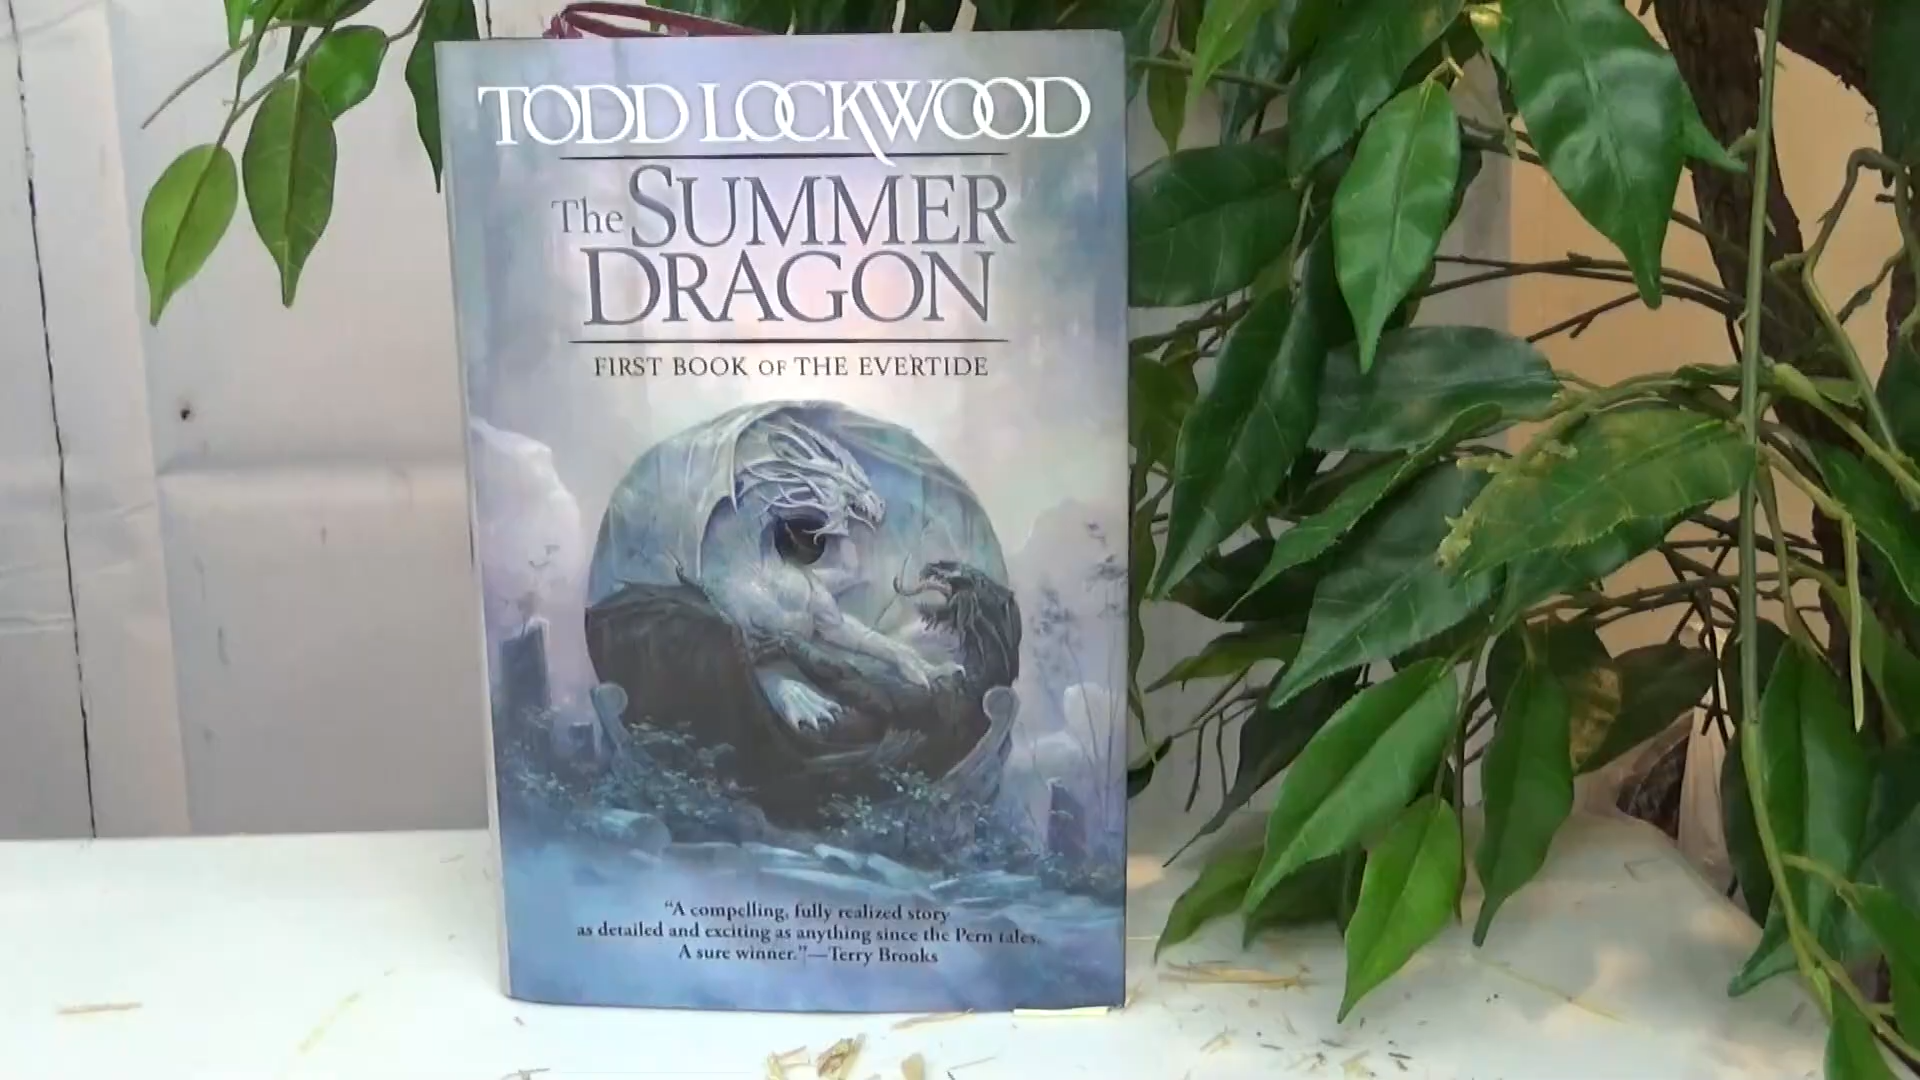 TODD LOCKWOOD
The SUMMER
DRAGON
FIRST BOOK OF THE EVERTIDE
“A compelling, fully realized story
as detailed and exciting as anything since the Pern tales.
A sure winner.”—Terry Brooks